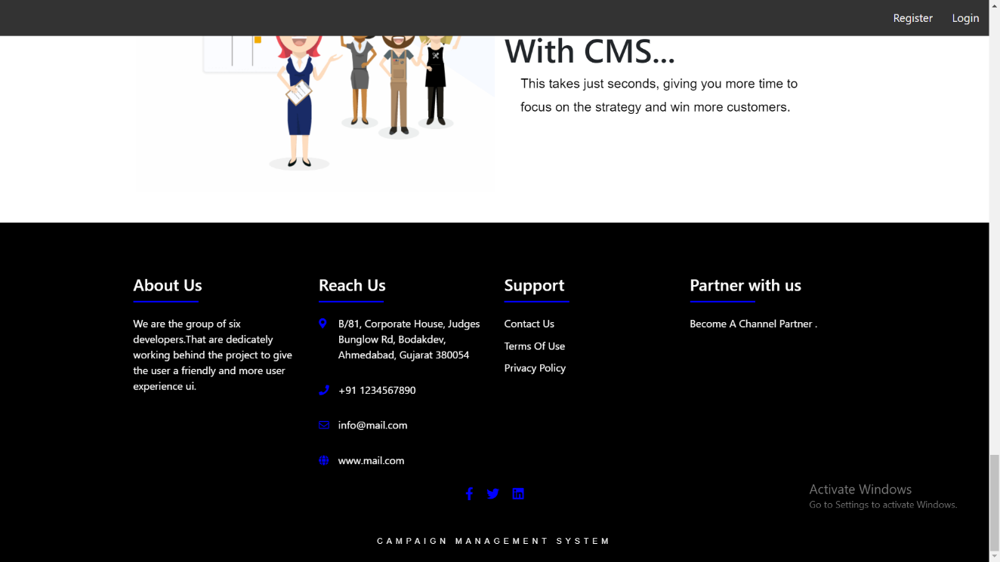 Register Login
With CMS...
This takes just seconds, giving you more time to
focus on the strategy and win more customers.
About Us
We are the group of six
developers.That are dedicately
working behind the project to give
the user a friendly and more user
experience ui.
Reach Us
B/81, Corporate House, Judges
Bunglow Rd, Bodakdev,
Ahmedabad, Gujarat 380054
+91 1234567890
info@mail.com
www.mail.com
Support
Contact Us
Terms Of Use
Privacy Policy
Partner with us
Become A Channel Partner .
Activate Windows
Go to Settings to activate Windows.
CAMPAIGN MANAGEMENT SYSTEM